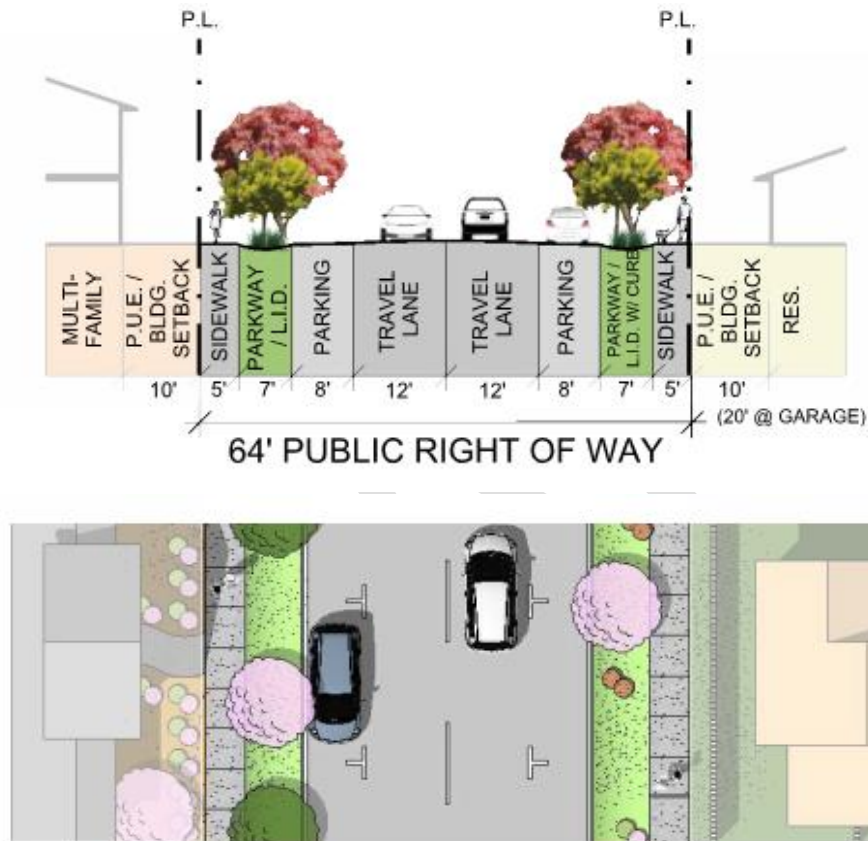 P.L.
P.L.
MULTI-
FAMILY
P.U.E. /
BLDG.
SETBACK
SIDEWALK
PARKWAY
/ L.I.D.
PARKING
TRAVEL
LANE
TRAVEL
LANE
PARKING
PARKWAY /
L.I.D. W/ CURB
SIDEWALK
P.U.E. /
BLDG.
SETBACK
RES.
10' 5' 7' 8' 12' 12' 8' 7' 5' 10'
(20' @ GARAGE)
64' PUBLIC RIGHT OF WAY